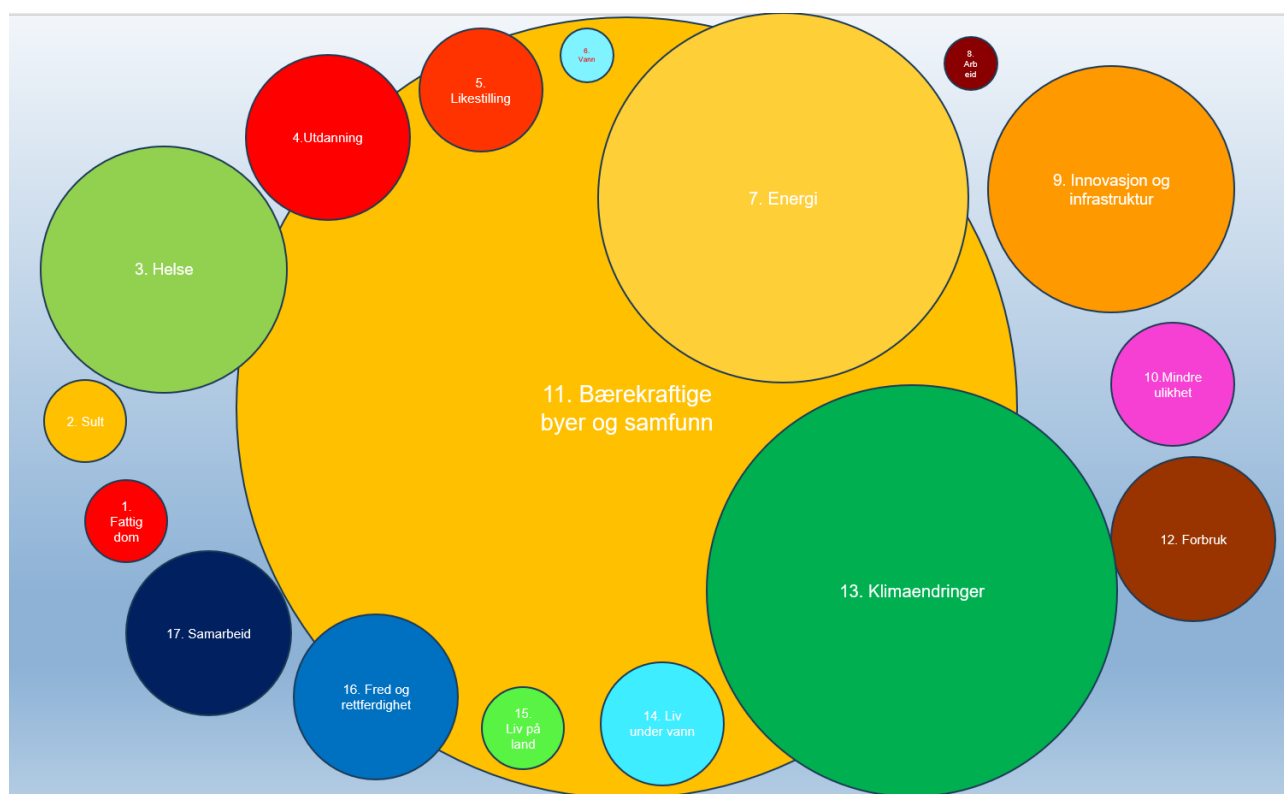 6.
Vann
8.
Arb
eid
5.
Likestilling
4.Utdanning
7. Energi
9. Innovasjon og
infrastruktur
3. Helse
10.Mindre
ulikhet
11. Bærekraftige
byer og samfunn
2. Sult
1.
Fattig
dom
12. Forbruk
13. Klimaendringer
17. Samarbeid
16. Fred og
rettferdighet
15.
Liv på
land
14. Liv
under vann